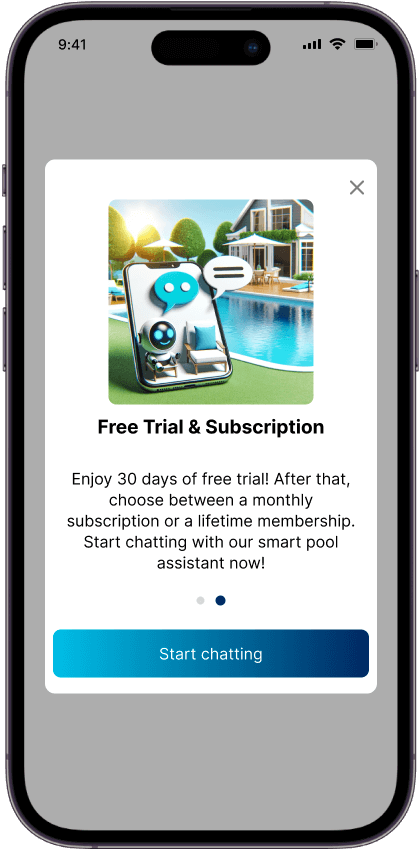 9:41
Free Trial & Subscription
Enjoy 30 days of free trial! After that,
choose between a monthly
subscription or a lifetime membership.
Start chatting with our smart pool
assistant now!
Start chatting